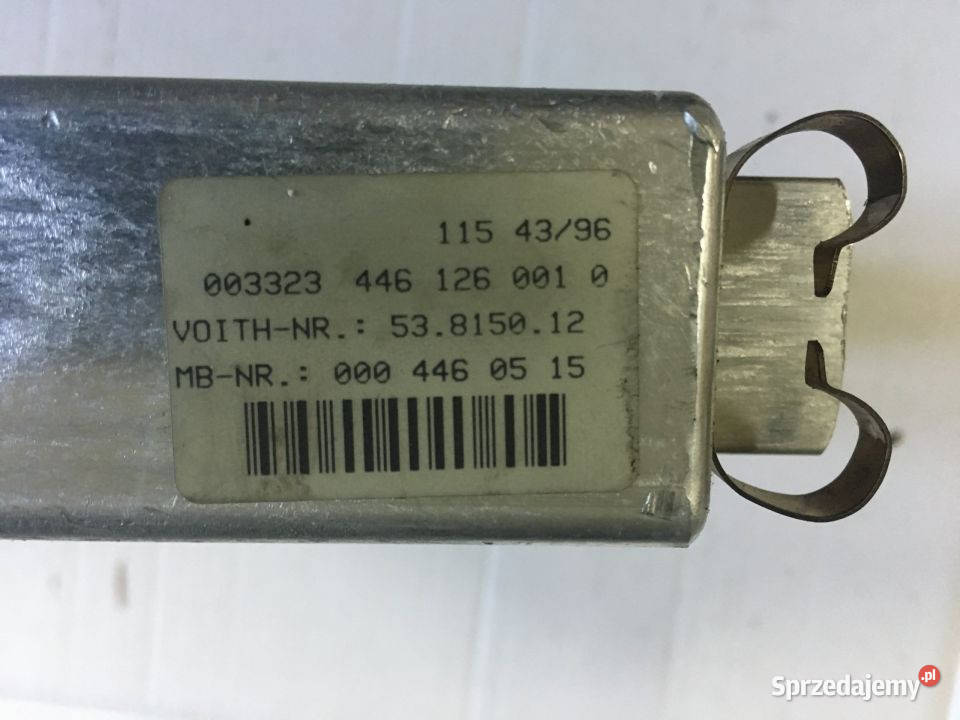 115 43/96
003323 446 126 001 0
VOITH-NR.: 53.8150.12
MB-NR.: 000 446 05 15
Sprzedajemy.pl